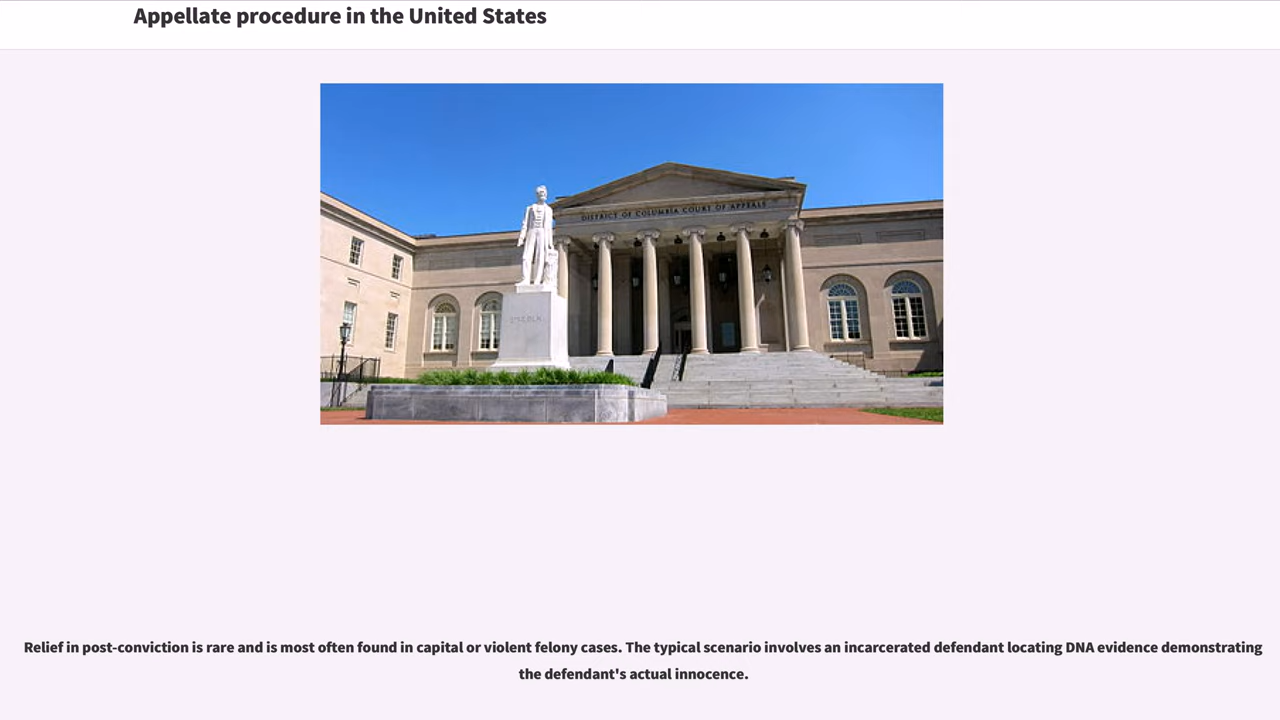 Appellate procedure in the United States
DISTRICT OF COLUMBIA COURT OF APPEALS
LINCOLN
Relief in post-conviction is rare and is most often found in capital or violent felony cases. The typical scenario involves an incarcerated defendant locating DNA evidence demonstrating
the defendant's actual innocence.